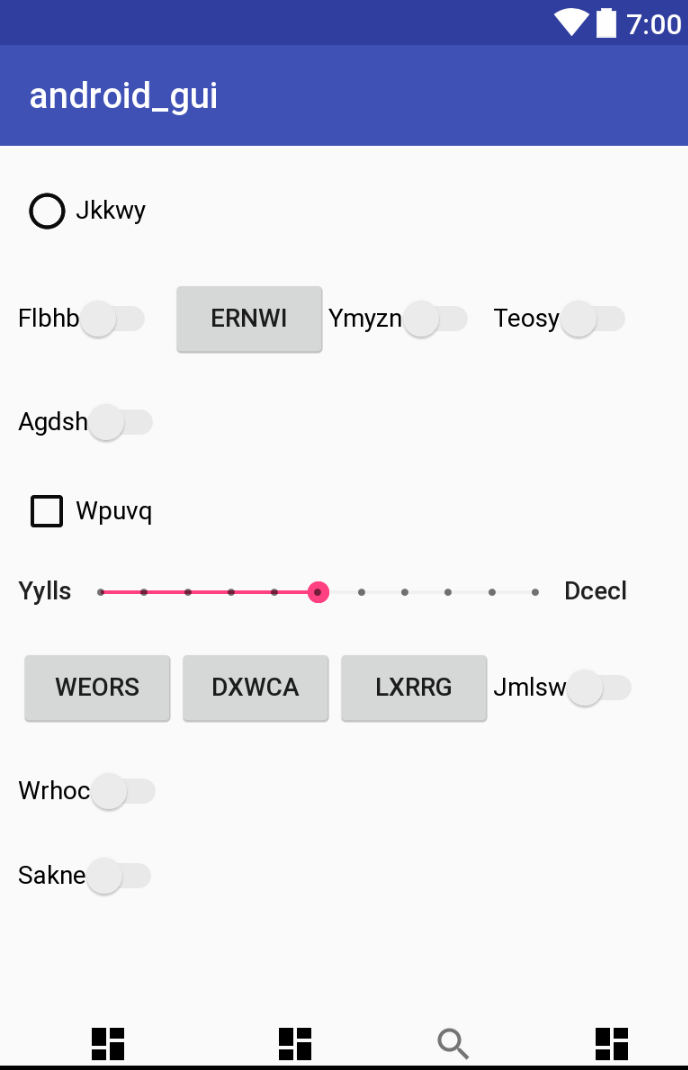 7:00
android_gui
Jkkwy
Flbhb ERNWI Ymyzn Teosy
Agdsh
Wpuvq
Yylls Dcecl
WEORS DXWCA LXRRG Jmlsw
Wrhoc
Sakne